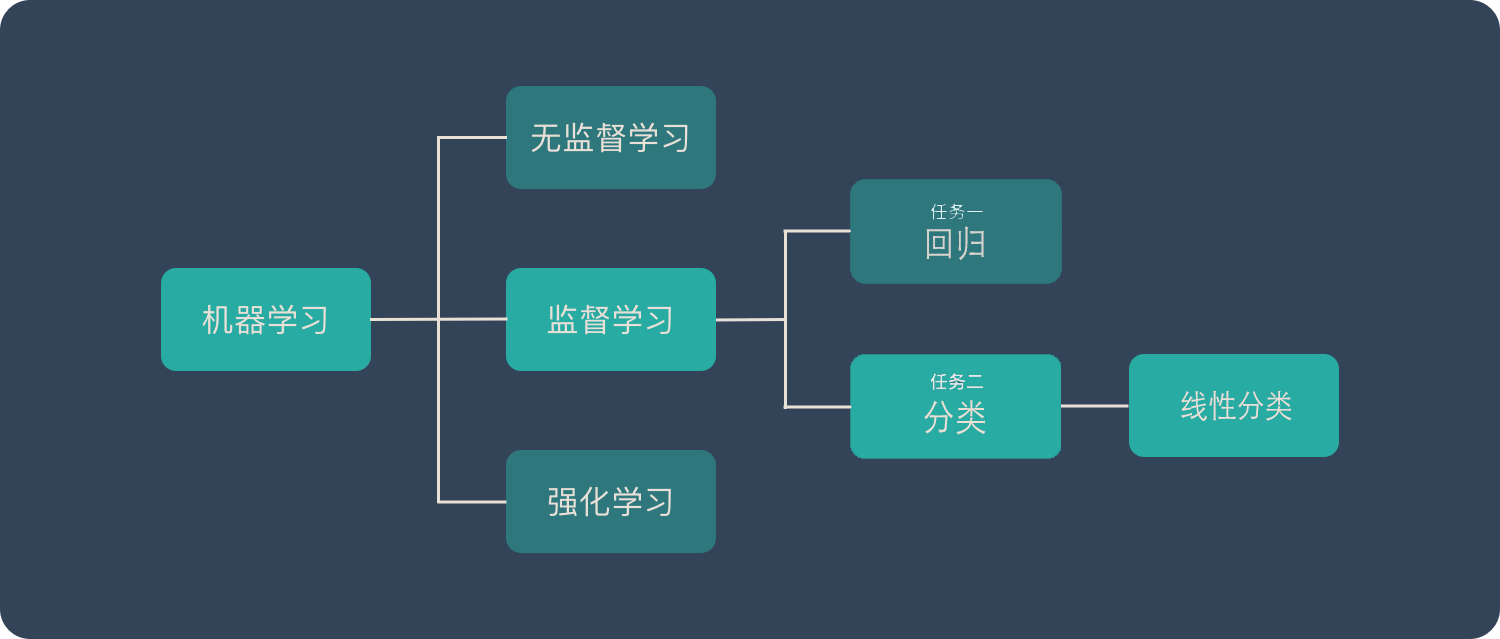 无监督学习
任务一
回归
机器学习
监督学习
任务二
分类
线性分类
强化学习